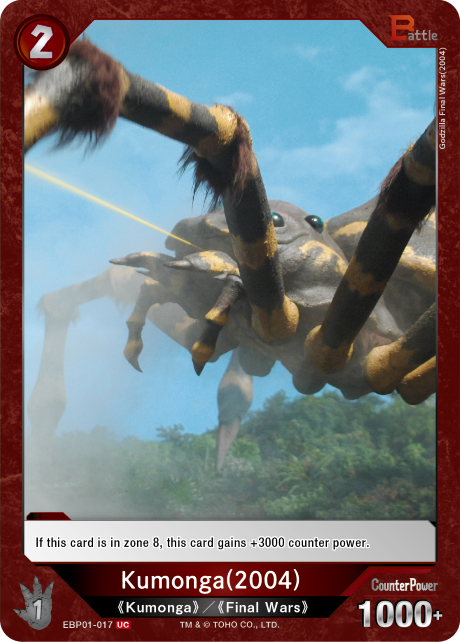 2
Battle
Godzilla Final Wars(2004)
If this card is in zone 8, this card gains +3000 counter power.
Kumonga(2004)
CounterPower
1
《Kumonga》／《Final Wars》
1000+
EBP01-017 UC
TM & © TOHO CO., LTD.